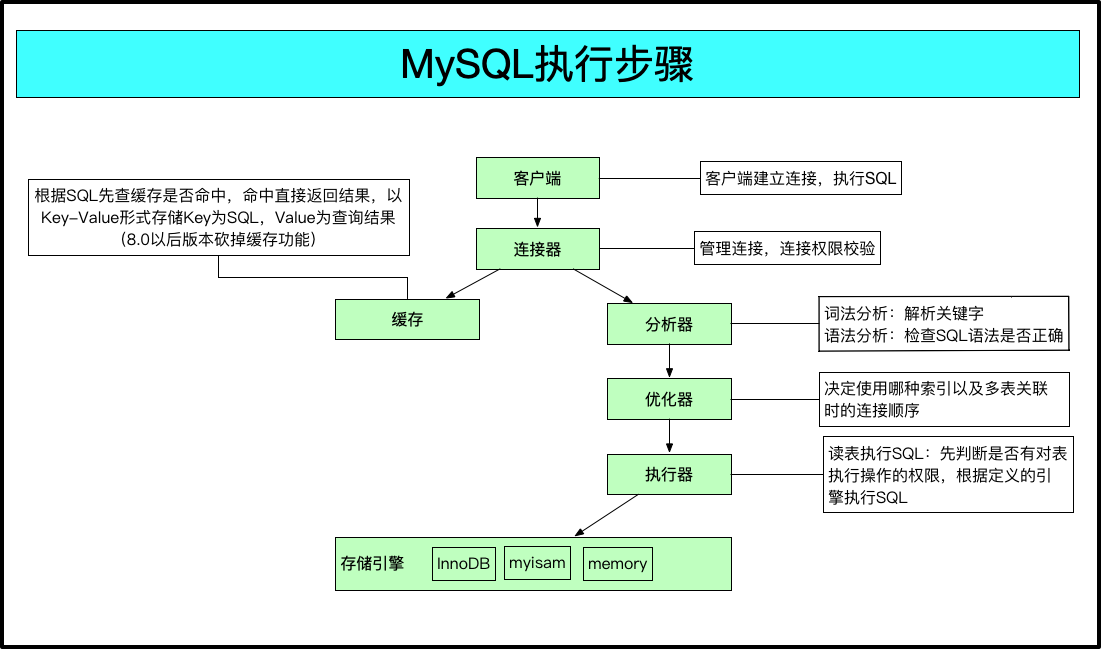 MySQL执行步骤
客户端
客户端建立连接，执行SQL
根据SQL先查缓存是否命中，命中直接返回结果，以
Key-Value形式存储Key为SQL，Value为查询结果
（8.0以后版本砍掉缓存功能）
连接器
管理连接，连接权限校验
缓存
分析器
词法分析：解析关键字
语法分析：检查SQL语法是否正确
优化器
决定使用哪种索引以及多表关联
时的连接顺序
执行器
读表执行SQL：先判断是否有对表
执行操作的权限，根据定义的引
擎执行SQL
存储引擎 InnoDB myisam memory